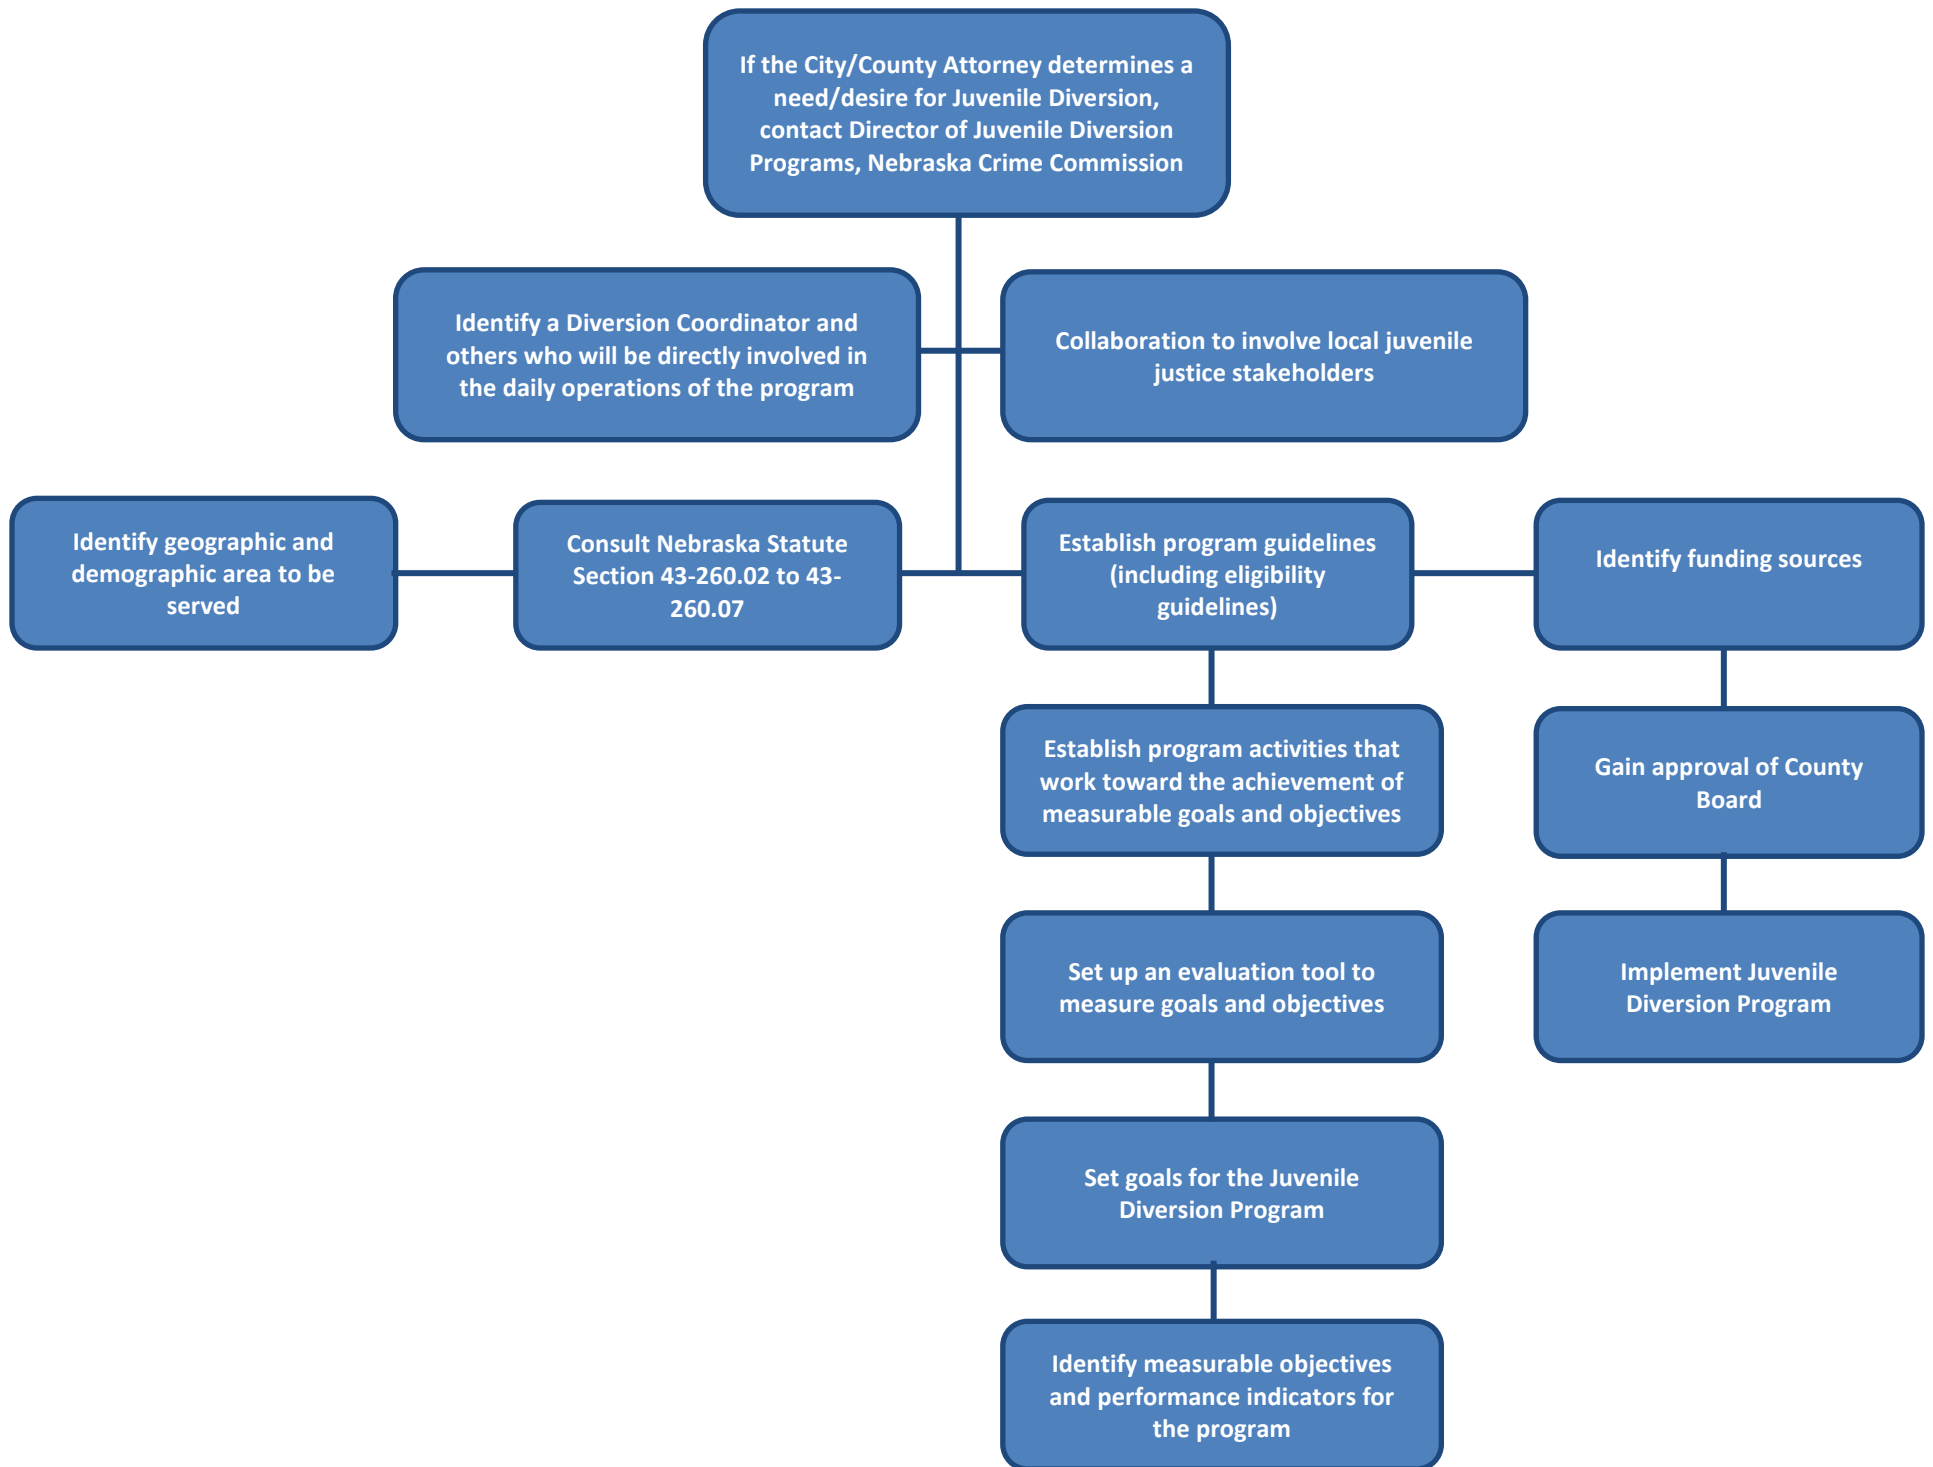 If the City/County Attorney determines a
need/desire for Juvenile Diversion,
contact Director of Juvenile Diversion
Programs, Nebraska Crime Commission
Identify a Diversion Coordinator and
others who will be directly involved in
the daily operations of the program
Collaboration to involve local juvenile
justice stakeholders
Identify geographic and
demographic area to be
served
Consult Nebraska Statute
Section 43-260.02 to 43-
260.07
Establish program guidelines
(including eligibility
guidelines)
Identify funding sources
Establish program activities that
work toward the achievement of
measurable goals and objectives
Gain approval of County
Board
Set up an evaluation tool to
measure goals and objectives
Implement Juvenile
Diversion Program
Set goals for the Juvenile
Diversion Program
Identify measurable objectives
and performance indicators for
the program